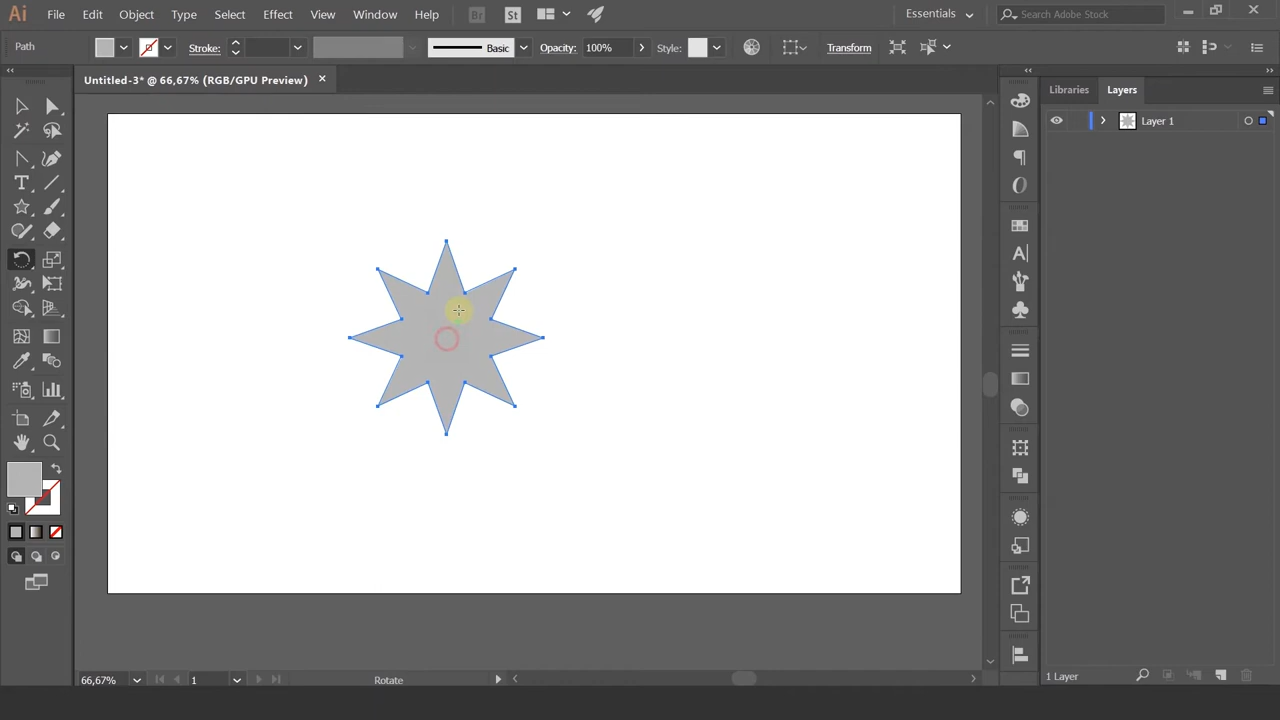 Ai File Edit Object Type Select Effect View Window Help Br St Essentials Search Adobe Stock
Path Stroke: Basic Opacity: 100% Style: Transform
Untitled-3* @ 66,67% (RGB/GPU Preview) ×
Libraries Layers
Layer 1
66,67% 1 Rotate
1 Layer